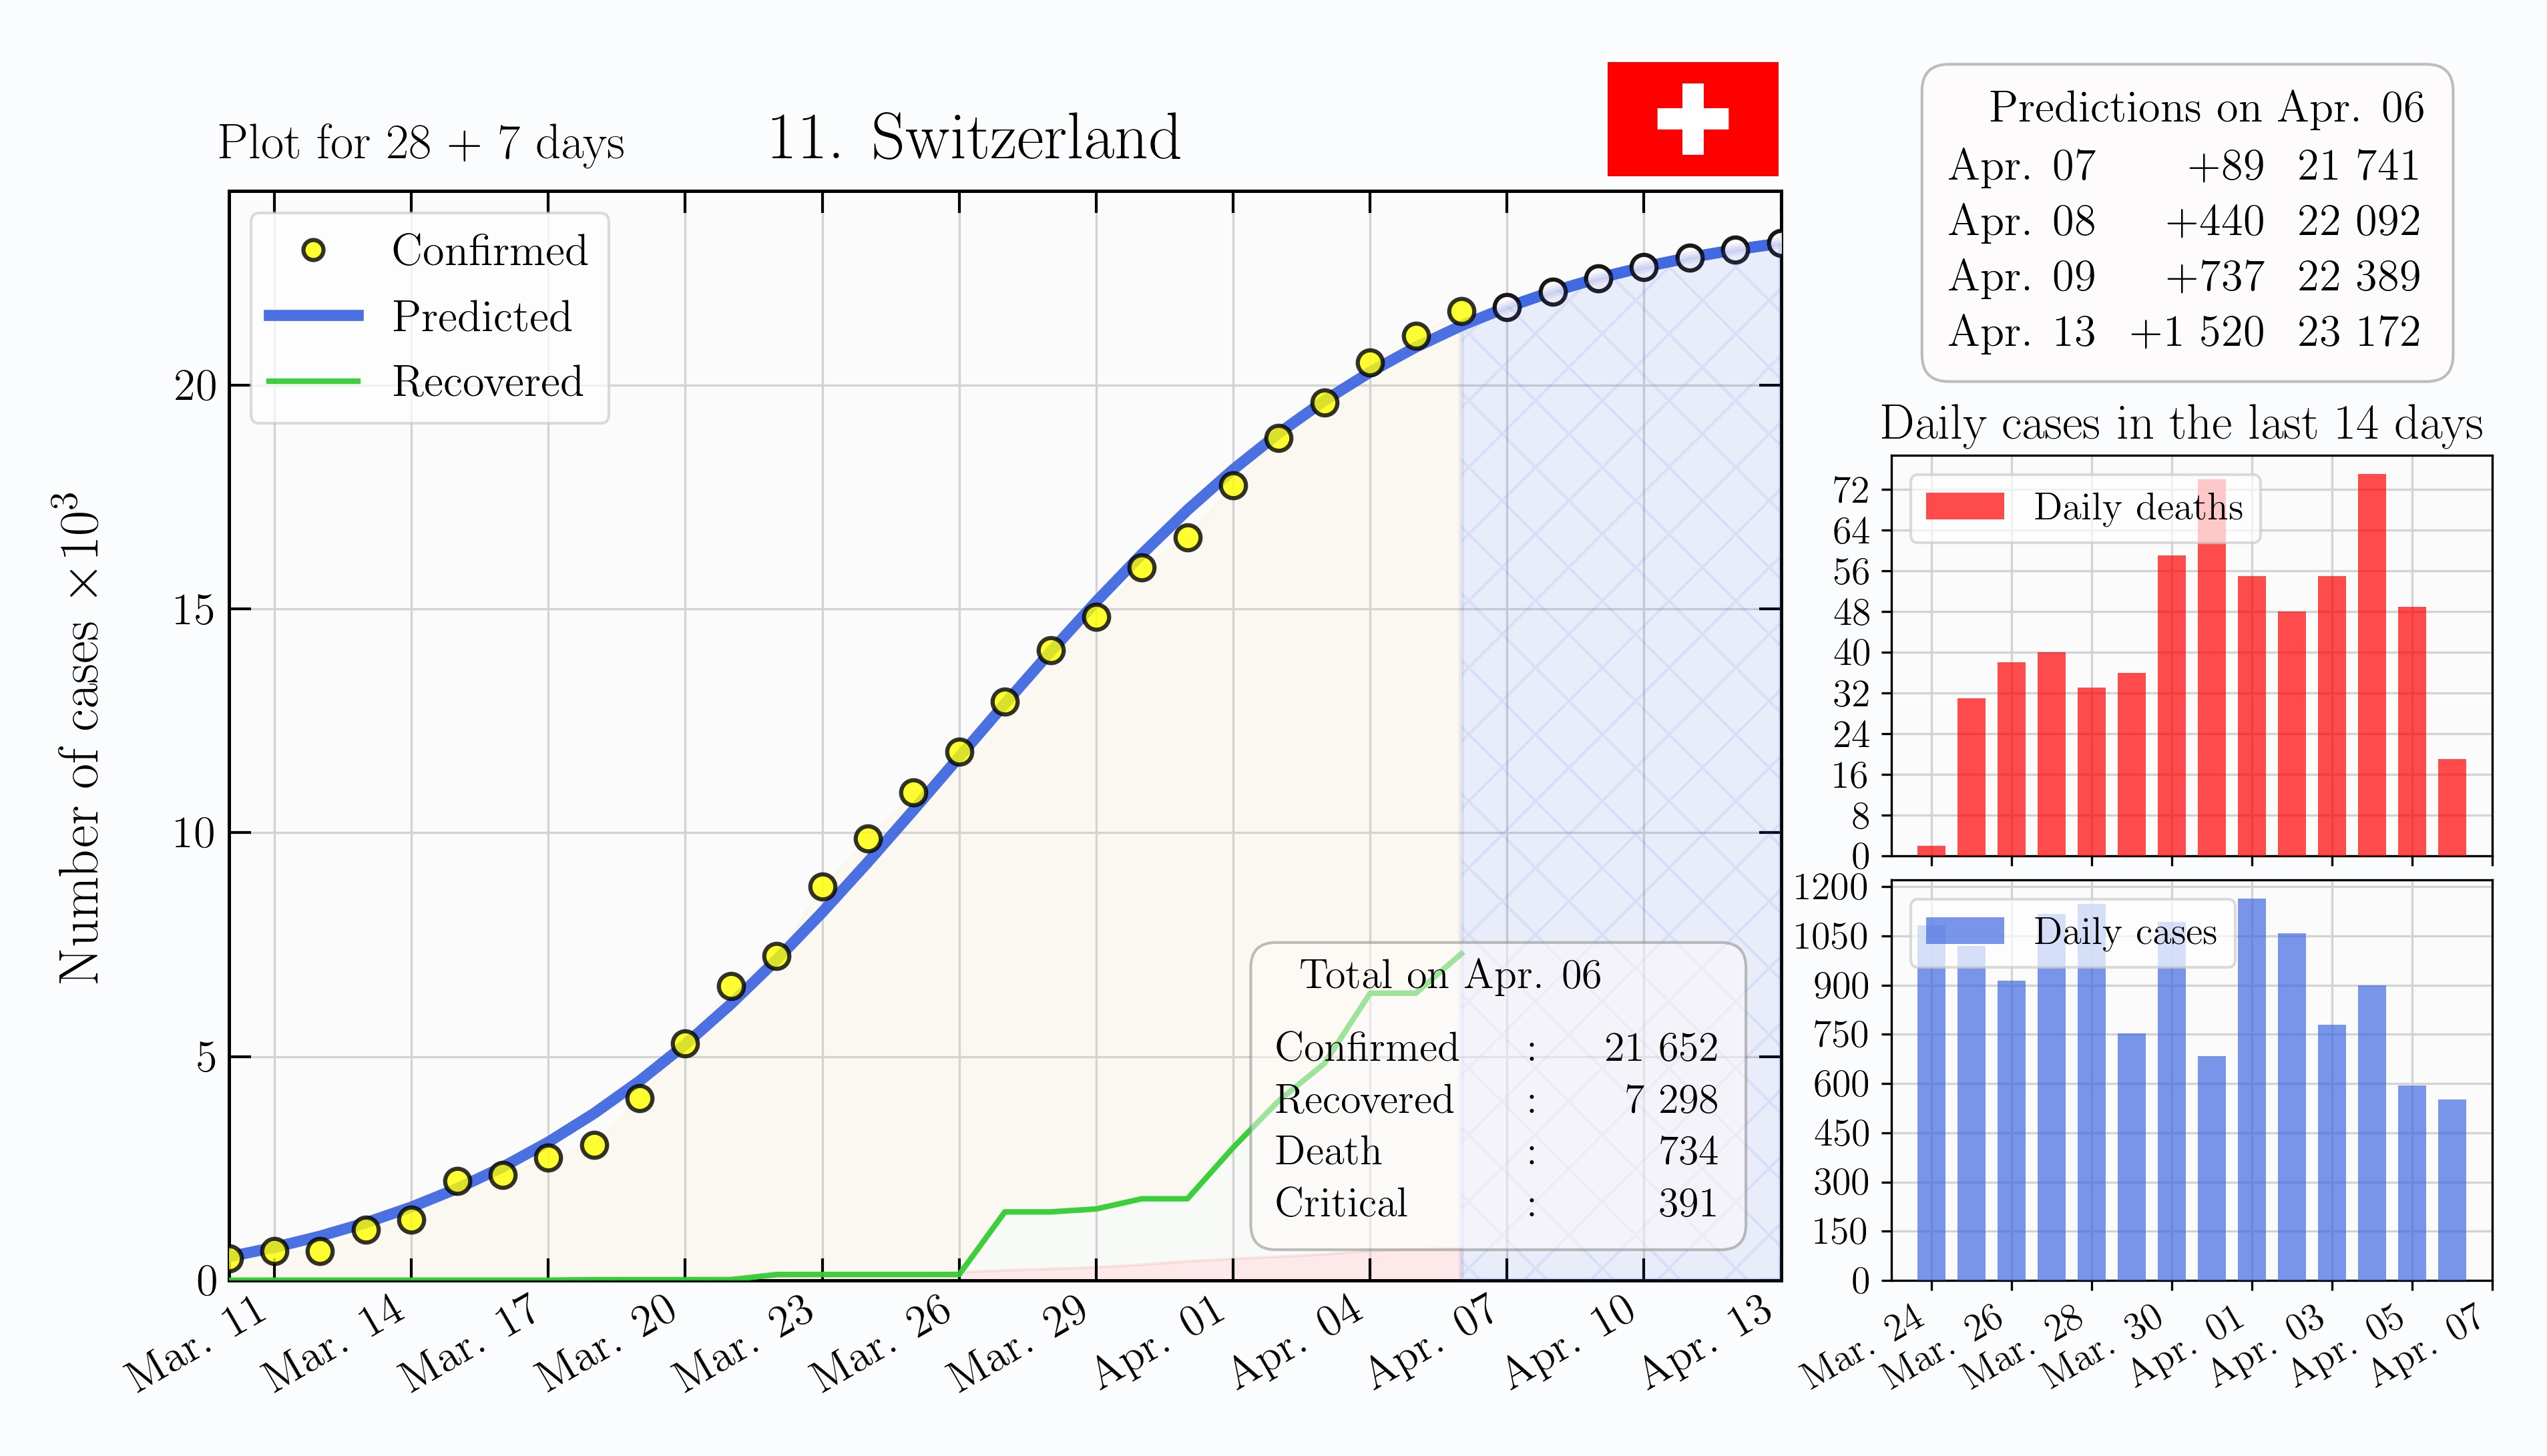 Plot for 28 + 7 days
11. Switzerland
Number of cases ×10³
20
15
10
5
0
Confirmed
Predicted
Recovered
Total on Apr. 06
Confirmed : 21 652
Recovered : 7 298
Death : 734
Critical : 391
Mar. 11
Mar. 14
Mar. 17
Mar. 20
Mar. 23
Mar. 26
Mar. 29
Apr. 01
Apr. 04
Apr. 07
Apr. 10
Apr. 13
Predictions on Apr. 06
Apr. 07 +89 21 741
Apr. 08 +440 22 092
Apr. 09 +737 22 389
Apr. 13 +1 520 23 172
Daily cases in the last 14 days
Daily deaths
72
64
56
48
40
32
24
16
8
0
Daily cases
1200
1050
900
750
600
450
300
150
0
Mar. 24
Mar. 26
Mar. 28
Mar. 30
Apr. 01
Apr. 03
Apr. 05
Apr. 07